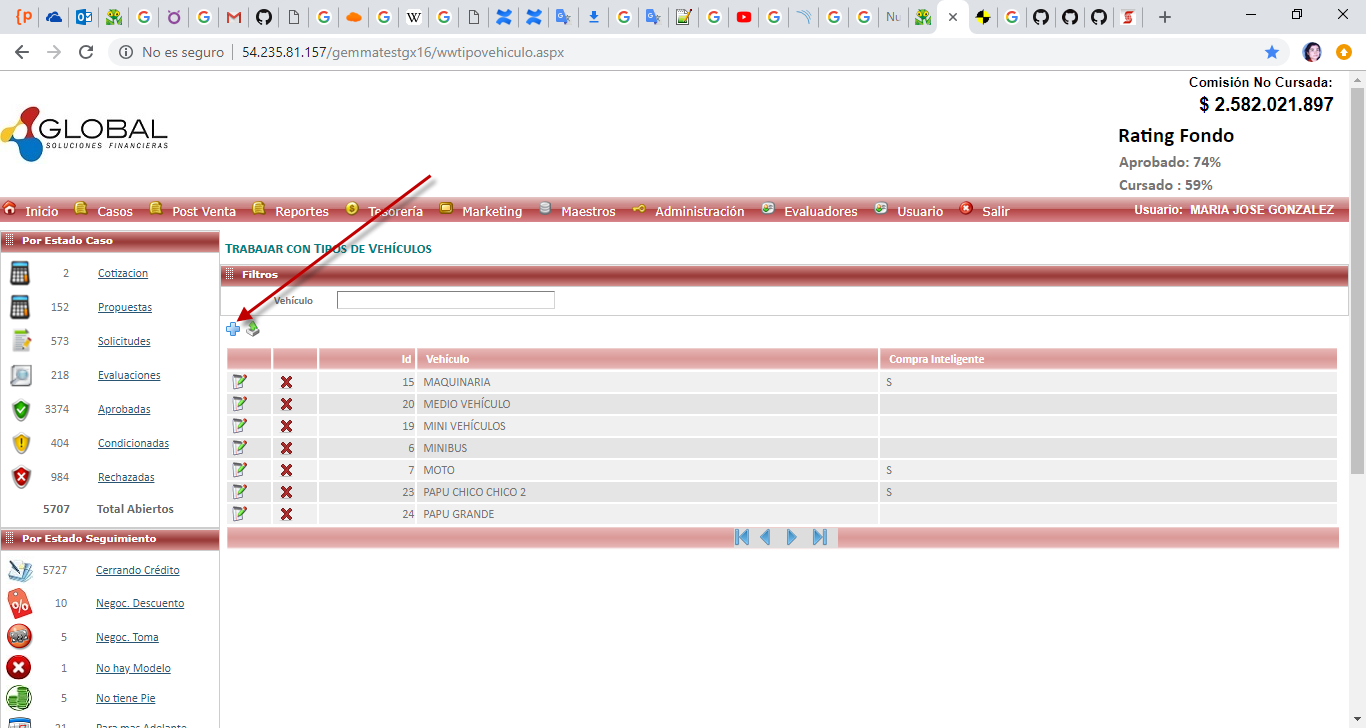 No es seguro
54.235.81.157/gemmatestgx16/wwtipovehiculo.aspx
Comisión No Cursada:
$ 2.582.021.897
GLOBAL
SOLUCIONES FINANCIERAS
Rating Fondo
Aprobado: 74%
Cursado : 59%
Inicio Casos Post Venta Reportes Tesorería Marketing Maestros Administración Evaluadores Usuario Salir Usuario: MARIA JOSE GONZALEZ
Por Estado Caso
2 Cotizacion
152 Propuestas
573 Solicitudes
218 Evaluaciones
3374 Aprobadas
404 Condicionadas
984 Rechazadas
5707 Total Abiertos
Por Estado Seguimiento
5727 Cerrando Crédito
10 Negoc. Descuento
5 Negoc. Toma
1 No hay Modelo
5 No tiene Pie
21 Para mas Adelante
TRABAJAR CON TIPOS DE VEHÍCULOS
Filtros
Vehículo
Id Vehículo Compra Inteligente
15 MAQUINARIA S
20 MEDIO VEHÍCULO
19 MINI VEHÍCULOS
6 MINIBUS
7 MOTO S
23 PAPU CHICO CHICO 2 S
24 PAPU GRANDE